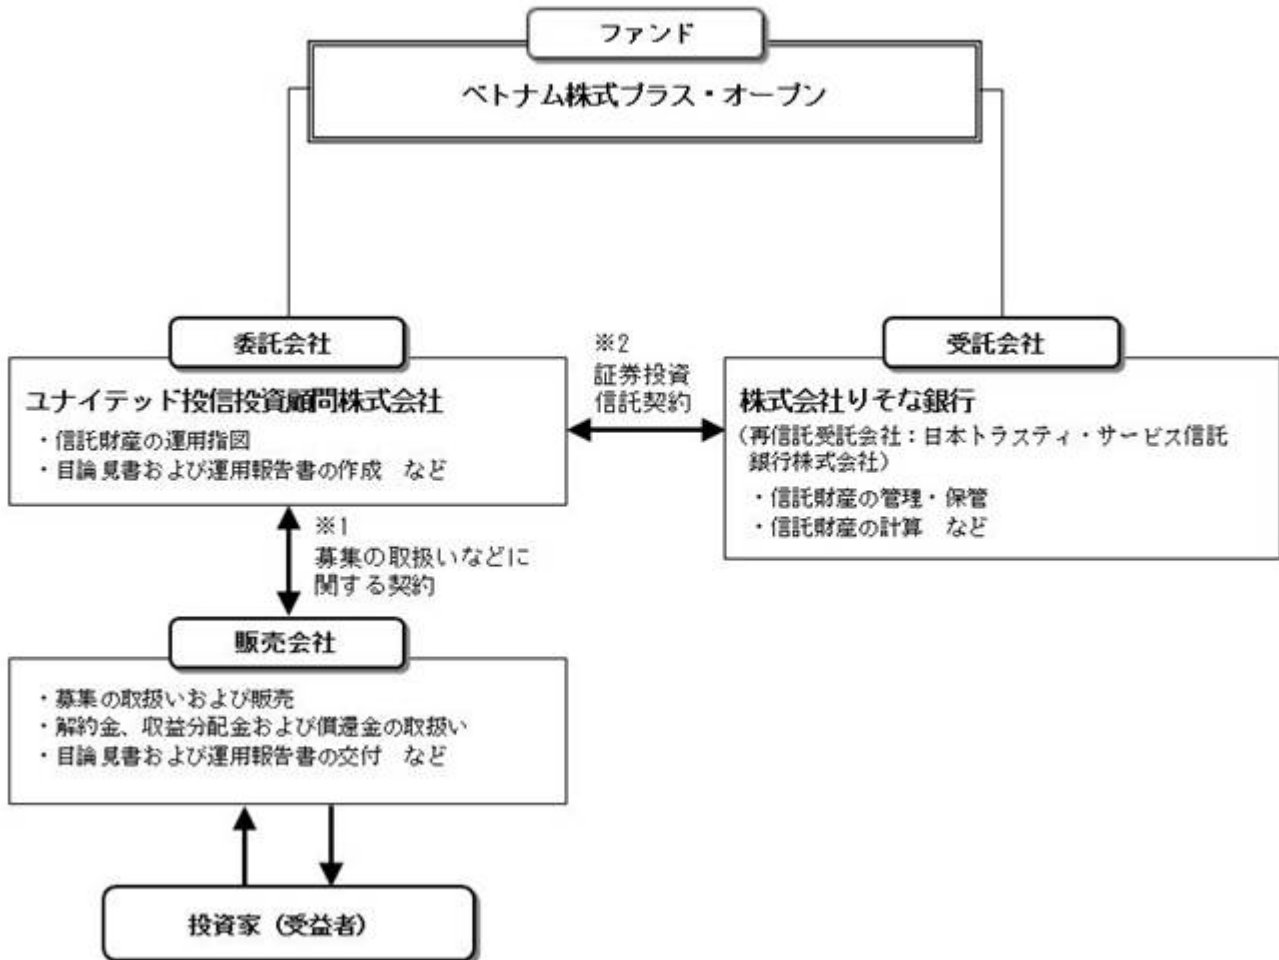 ファンド
ベトナム株式プラス・オープン
委託会社
ユナイテッド投信投資顧問株式会社
・信託財産の運用指図
・目論見書および運用報告書の作成　など
※2
証券投資
信託契約
受託会社
株式会社りそな銀行
（再信託受託会社：日本トラスティ・サービス信託
銀行株式会社）
・信託財産の管理・保管
・信託財産の計算　など
※1
募集の取扱いなどに
関する契約
販売会社
・募集の取扱いおよび販売
・解約金、収益分配金および償還金の取扱い
・目論見書および運用報告書の交付　など
投資家（受益者）